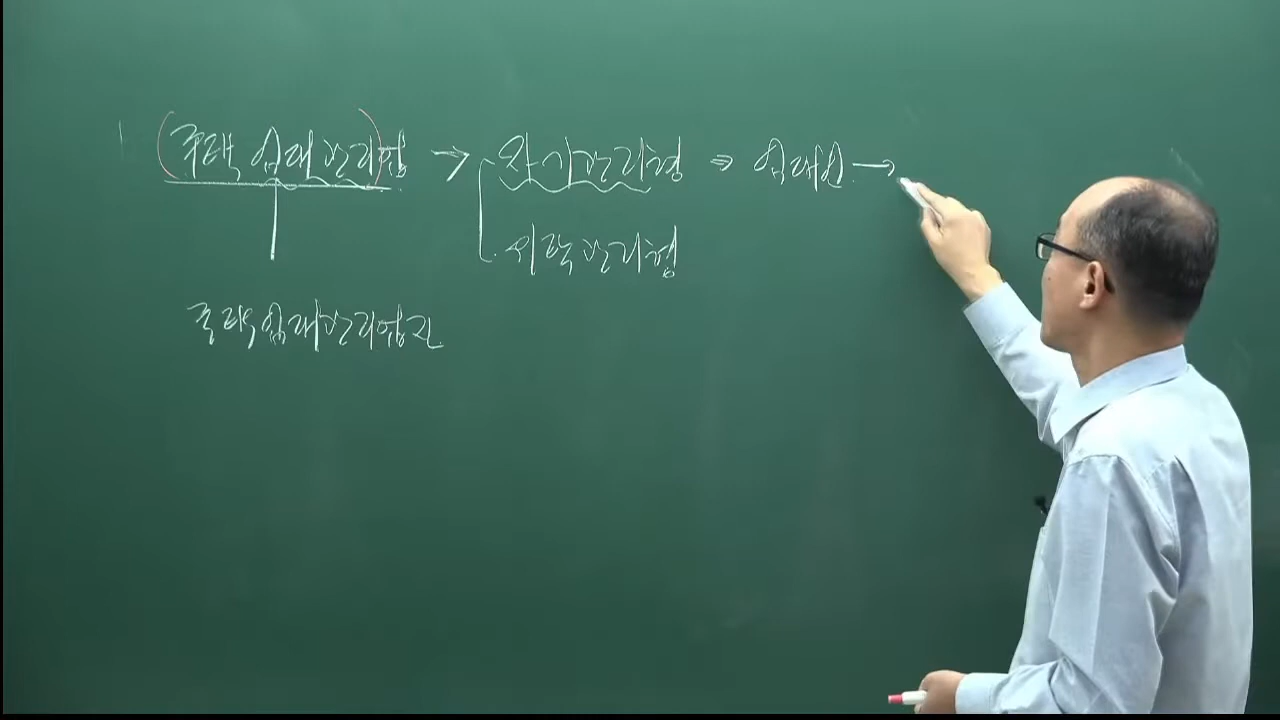 (주택임대관리)업 → 자기관리형 ⇒ 임대인 →
위탁관리형
주택임대관리업자